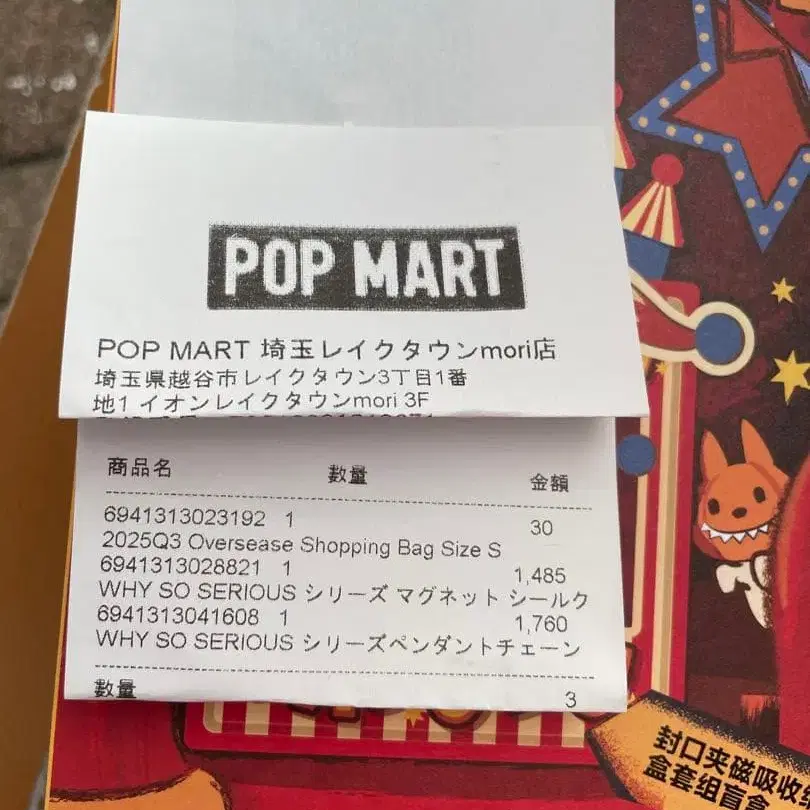 POP MART
POP MART 埼玉レイクタウンmori店
埼玉県越谷市レイクタウン3丁目1番
地1 イオンレイクタウンmori 3F
商品名 数量 金額
6941313023192 1 30
2025Q3 Oversease Shopping Bag Size S
6941313028821 1 1,485
WHY SO SERIOUS シリーズ マグネット シールク
6941313041608 1 1,760
WHY SO SERIOUS シリーズペンダントチェーン
数量 3
封口夹磁吸收
盒套组盲